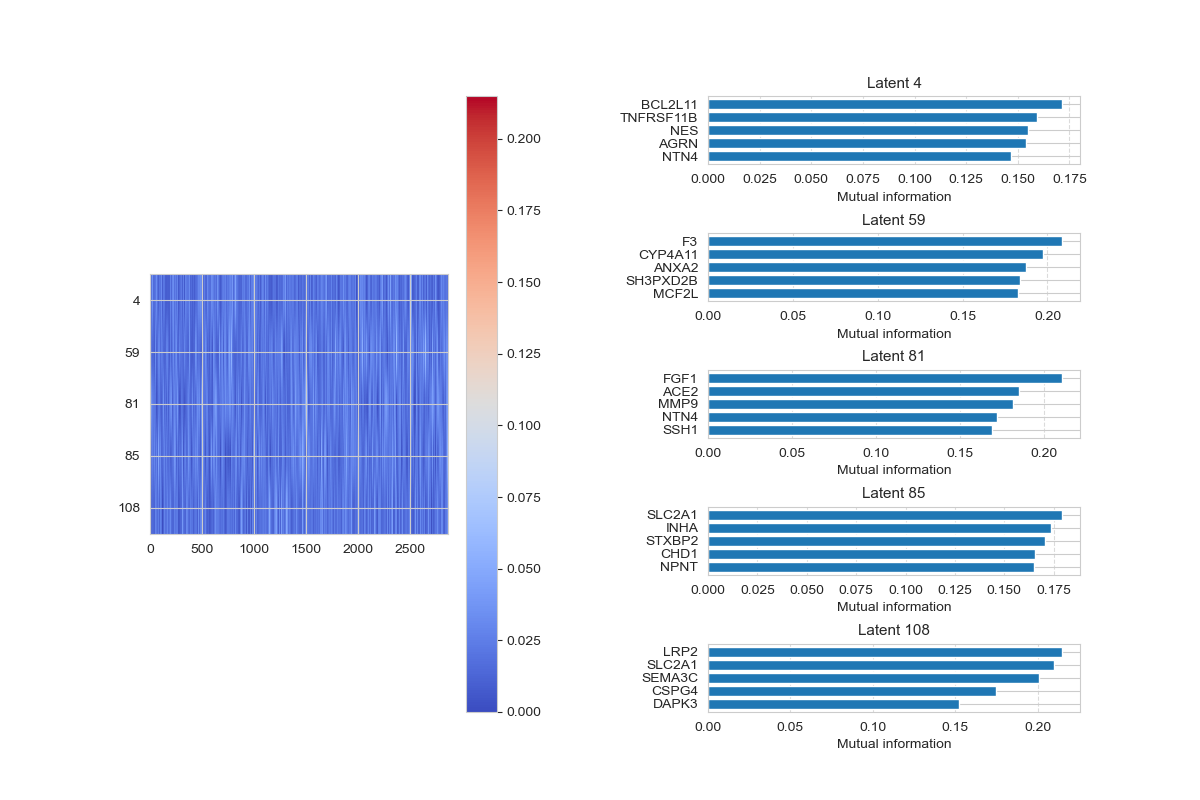 4
59
81
85
108
0 500 1000 1500 2000 2500
0.200
0.175
0.150
0.125
0.100
0.075
0.050
0.025
0.000
Latent 4
BCL2L11
TNFRSF11B
NES
AGRN
NTN4
0.000 0.025 0.050 0.075 0.100 0.125 0.150 0.175
Mutual information
Latent 59
F3
CYP4A11
ANXA2
SH3PXD2B
MCF2L
0.00 0.05 0.10 0.15 0.20
Mutual information
Latent 81
FGF1
ACE2
MMP9
NTN4
SSH1
0.00 0.05 0.10 0.15 0.20
Mutual information
Latent 85
SLC2A1
INHA
STXBP2
CHD1
NPNT
0.000 0.025 0.050 0.075 0.100 0.125 0.150 0.175
Mutual information
Latent 108
LRP2
SLC2A1
SEMA3C
CSPG4
DAPK3
0.00 0.05 0.10 0.15 0.20
Mutual information